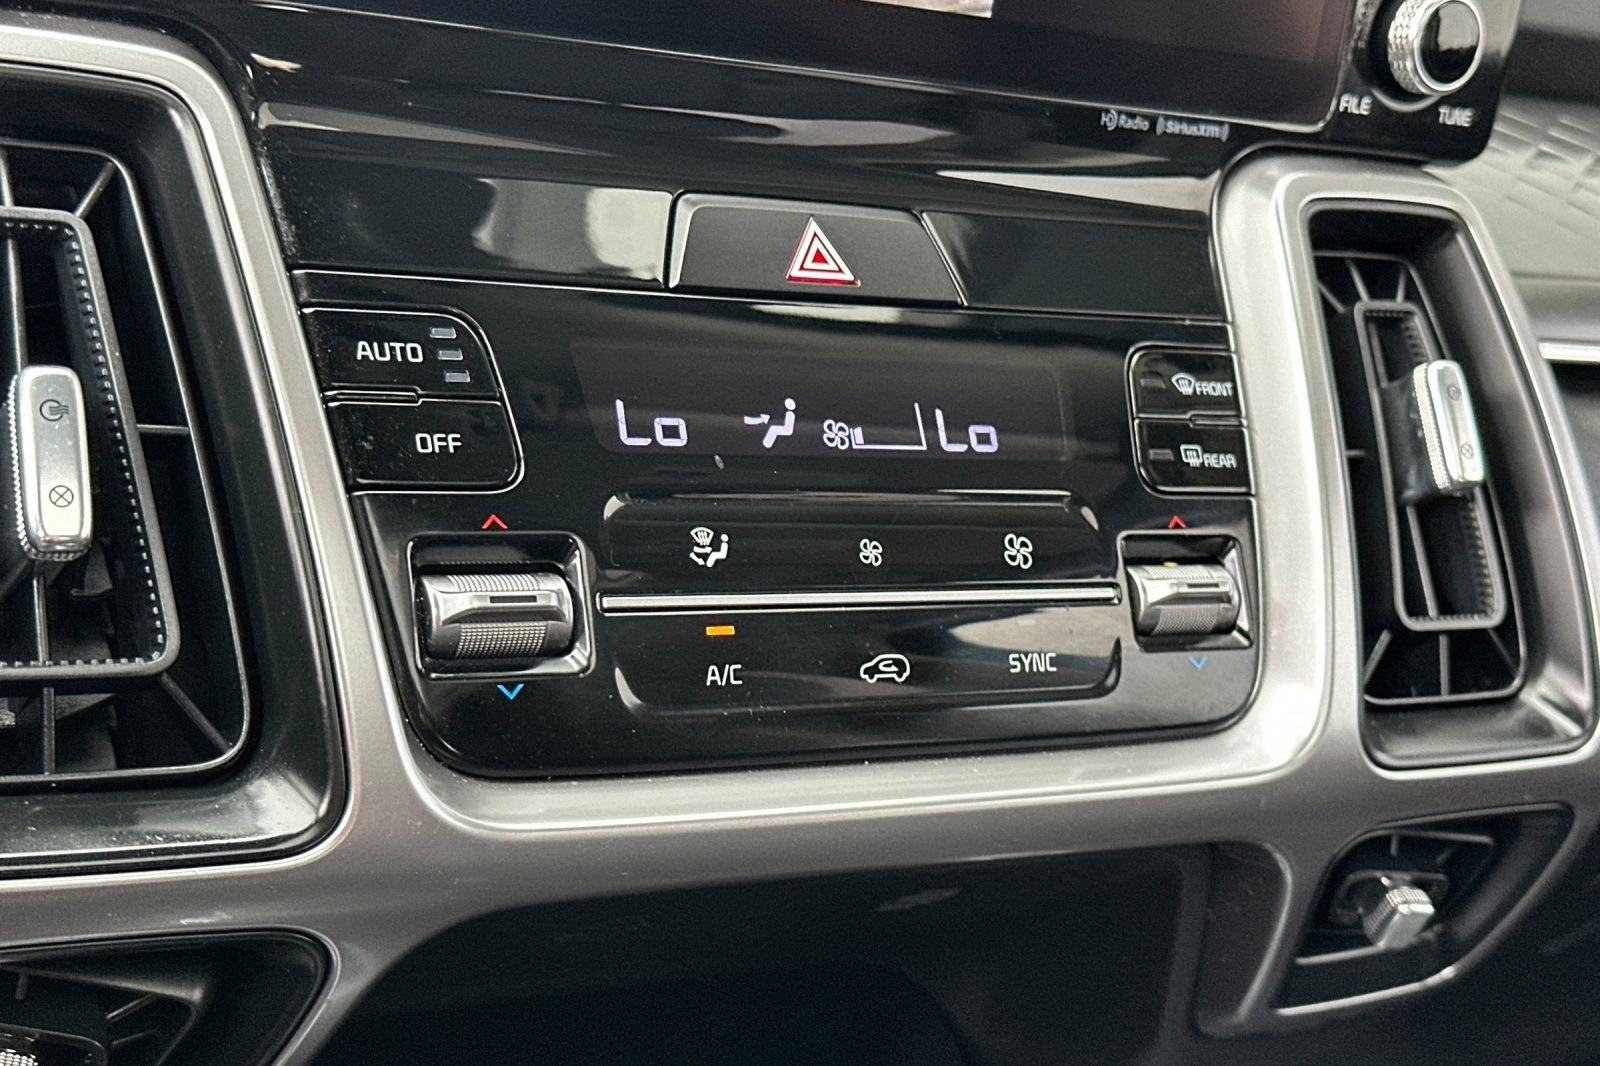 FILE
TUNE
HD Radio
((SiriusXM))
AUTO
OFF
Lo
Lo
FRONT
REAR
A/C
SYNC